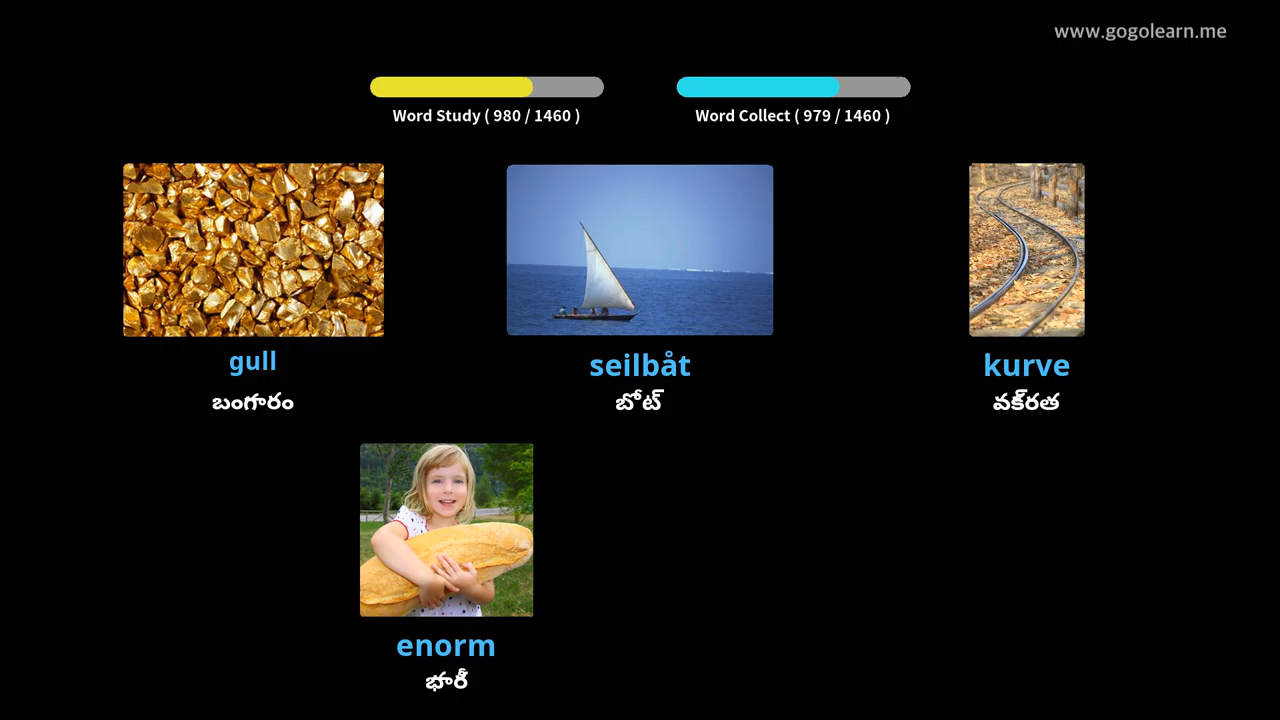 www.gogolearn.me
Word Study ( 980 / 1460 )
Word Collect ( 979 / 1460 )
gull
seilbåt
kurve
బంగారం
బోట్
వక్‌రత
enorm
భారీ